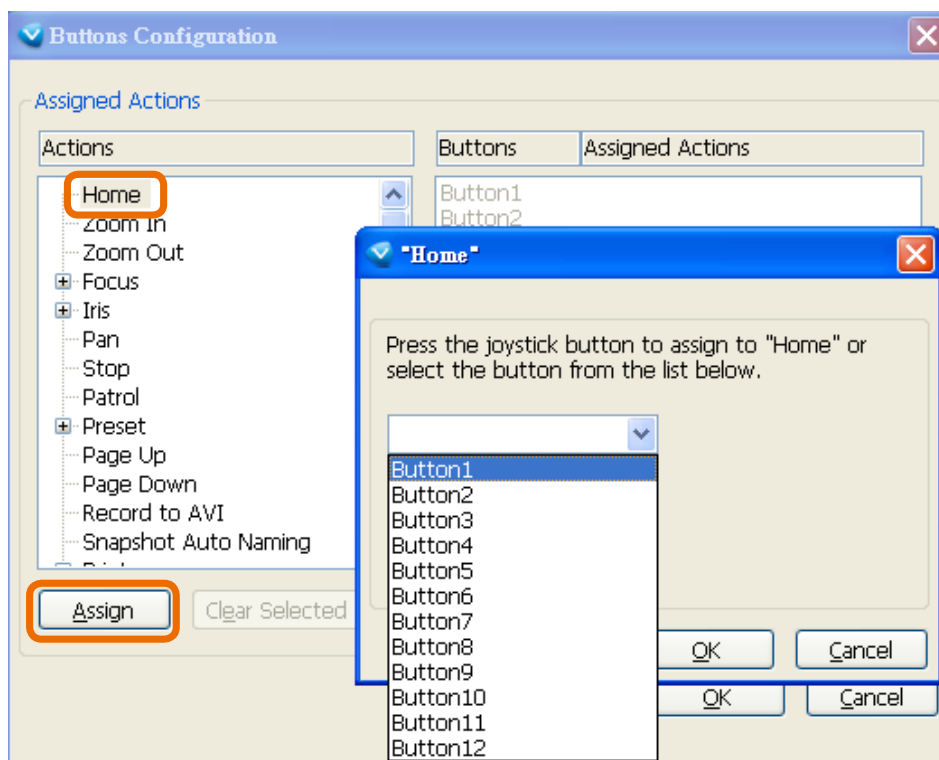 Buttons Configuration
Assigned Actions
Actions
Buttons
Assigned Actions
Home
Zoom In
Zoom Out
Focus
Iris
Pan
Stop
Patrol
Preset
Page Up
Page Down
Record to AVI
Snapshot Auto Naming
Button1
Button2
Assign
Clear Selected
"Home"
Press the joystick button to assign to "Home" or
select the button from the list below.
Button1
Button2
Button3
Button4
Button5
Button6
Button7
Button8
Button9
Button10
Button11
Button12
OK
Cancel
OK
Cancel